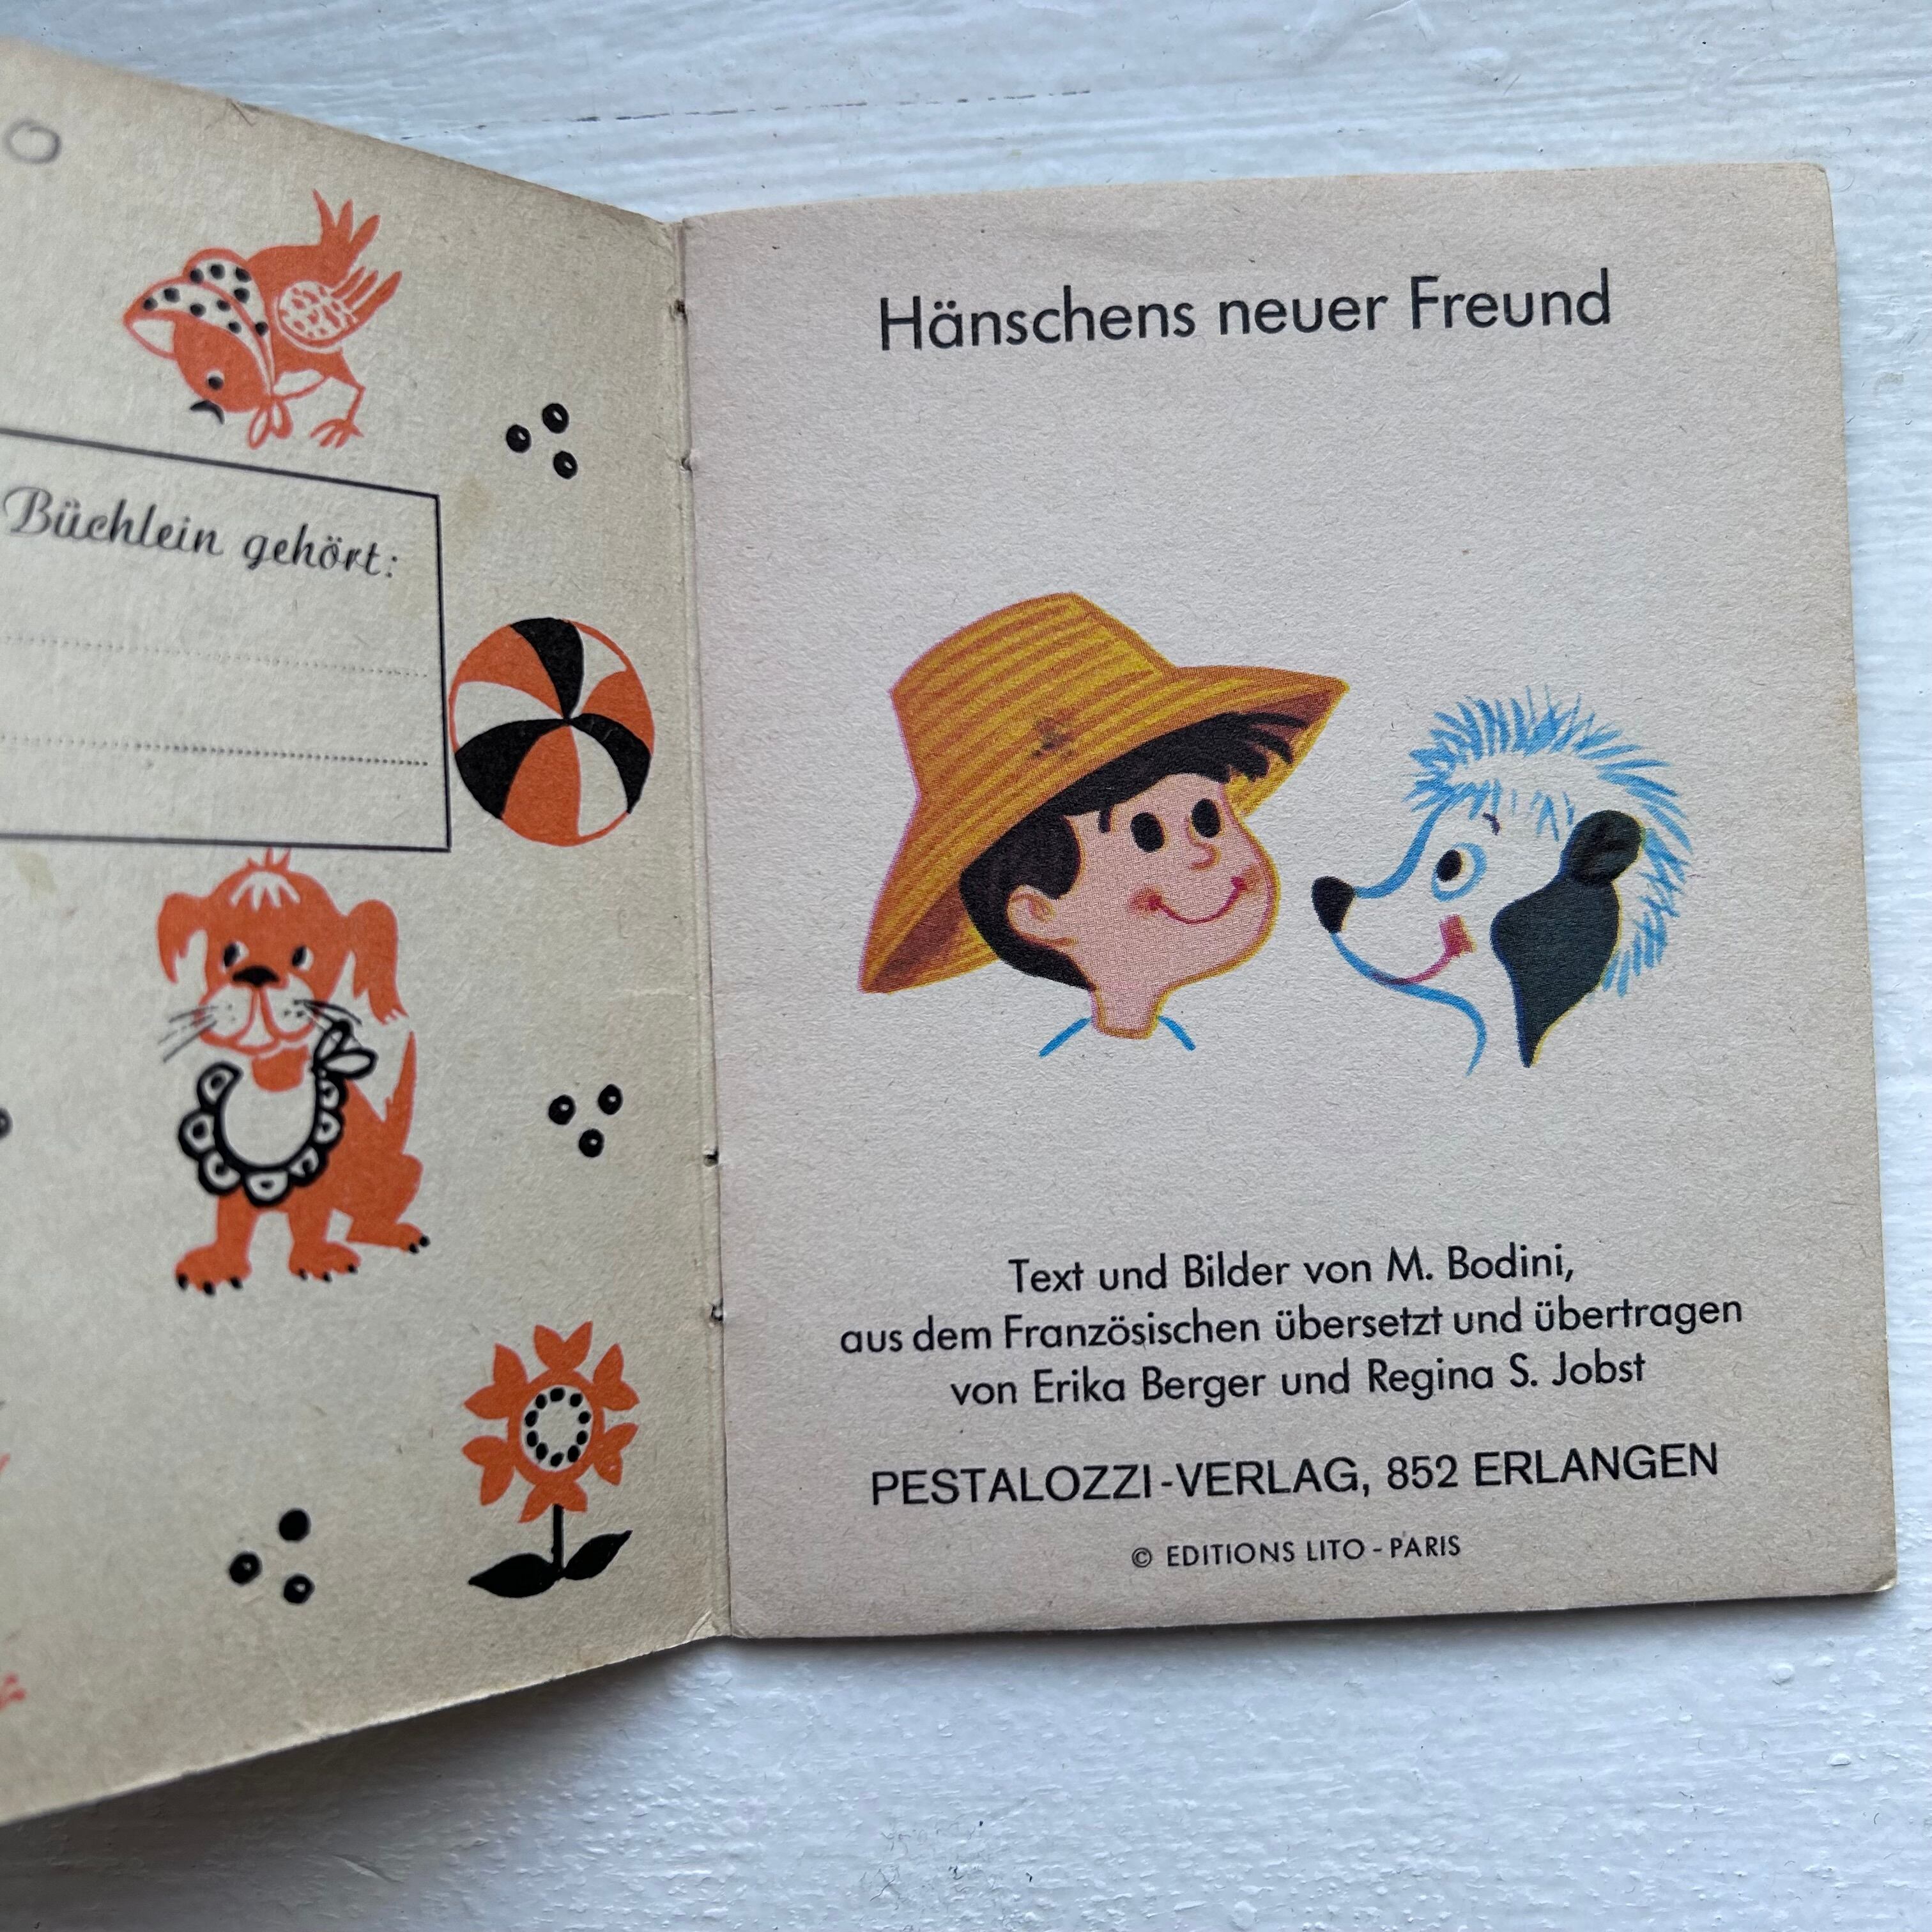 Büchlein gehört:
Hänschens neuer Freund
Text und Bilder von M. Bodini,
aus dem Französischen übersetzt und übertragen
von Erika Berger und Regina S. Jobst
PESTALOZZI-VERLAG, 852 ERLANGEN
© EDITIONS LITO - PARIS